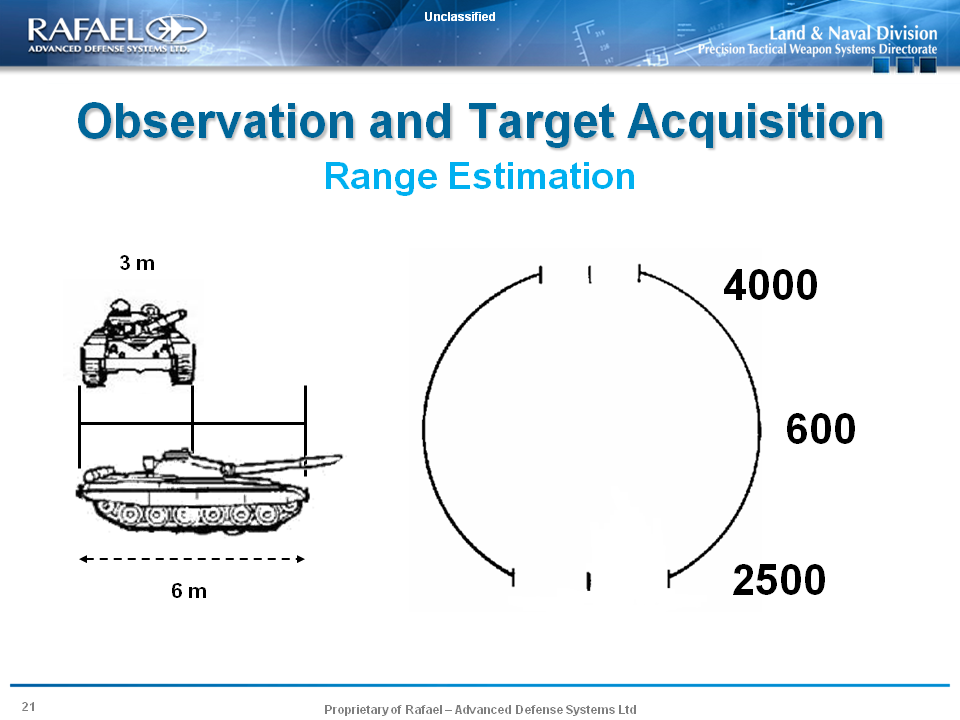 Unclassified
RAFAEL
ADVANCED DEFENSE SYSTEMS LTD.
Land & Naval Division
Precision Tactical Weapon Systems Directorate
Observation and Target Acquisition
Range Estimation
3 m
4000
600
2500
6 m
21
Proprietary of Rafael – Advanced Defense Systems Ltd